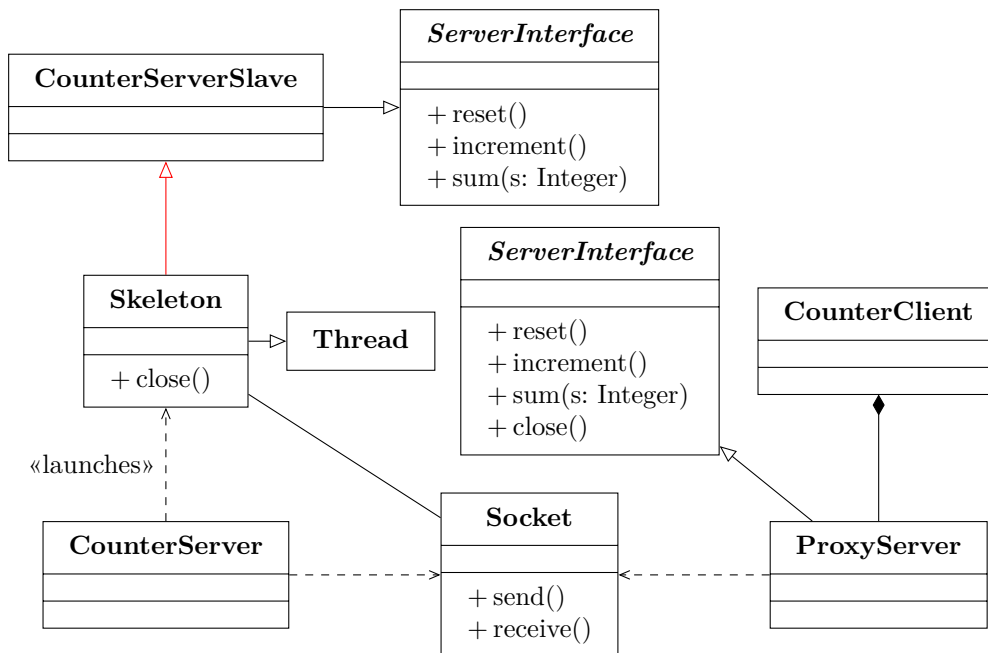 ServerInterface
+ reset()
+ increment()
+ sum(s: Integer)
CounterServerSlave
ServerInterface
+ reset()
+ increment()
+ sum(s: Integer)
+ close()
Skeleton
+ close()
Thread
CounterClient
«launches»
CounterServer
Socket
+ send()
+ receive()
ProxyServer